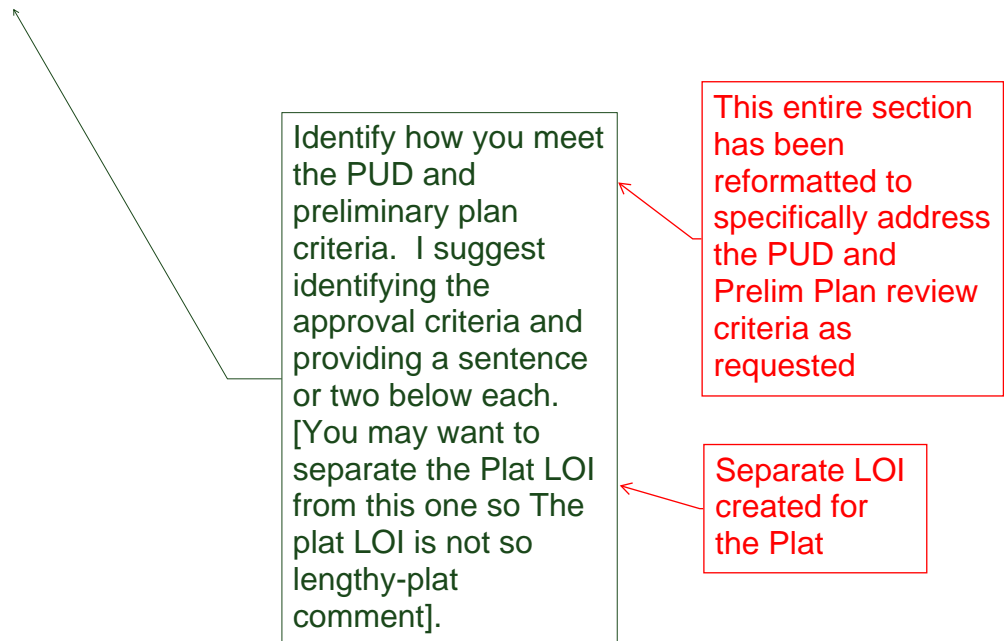 Identify how you meet
the PUD and
preliminary plan
criteria.  I suggest
identifying the
approval criteria and
providing a sentence
or two below each.
[You may want to
separate the Plat LOI
from this one so The
plat LOI is not so
lengthy-plat
comment].
This entire section
has been
reformatted to
specifically address
the PUD and
Prelim Plan review
criteria as
requested
Separate LOI
created for
the Plat